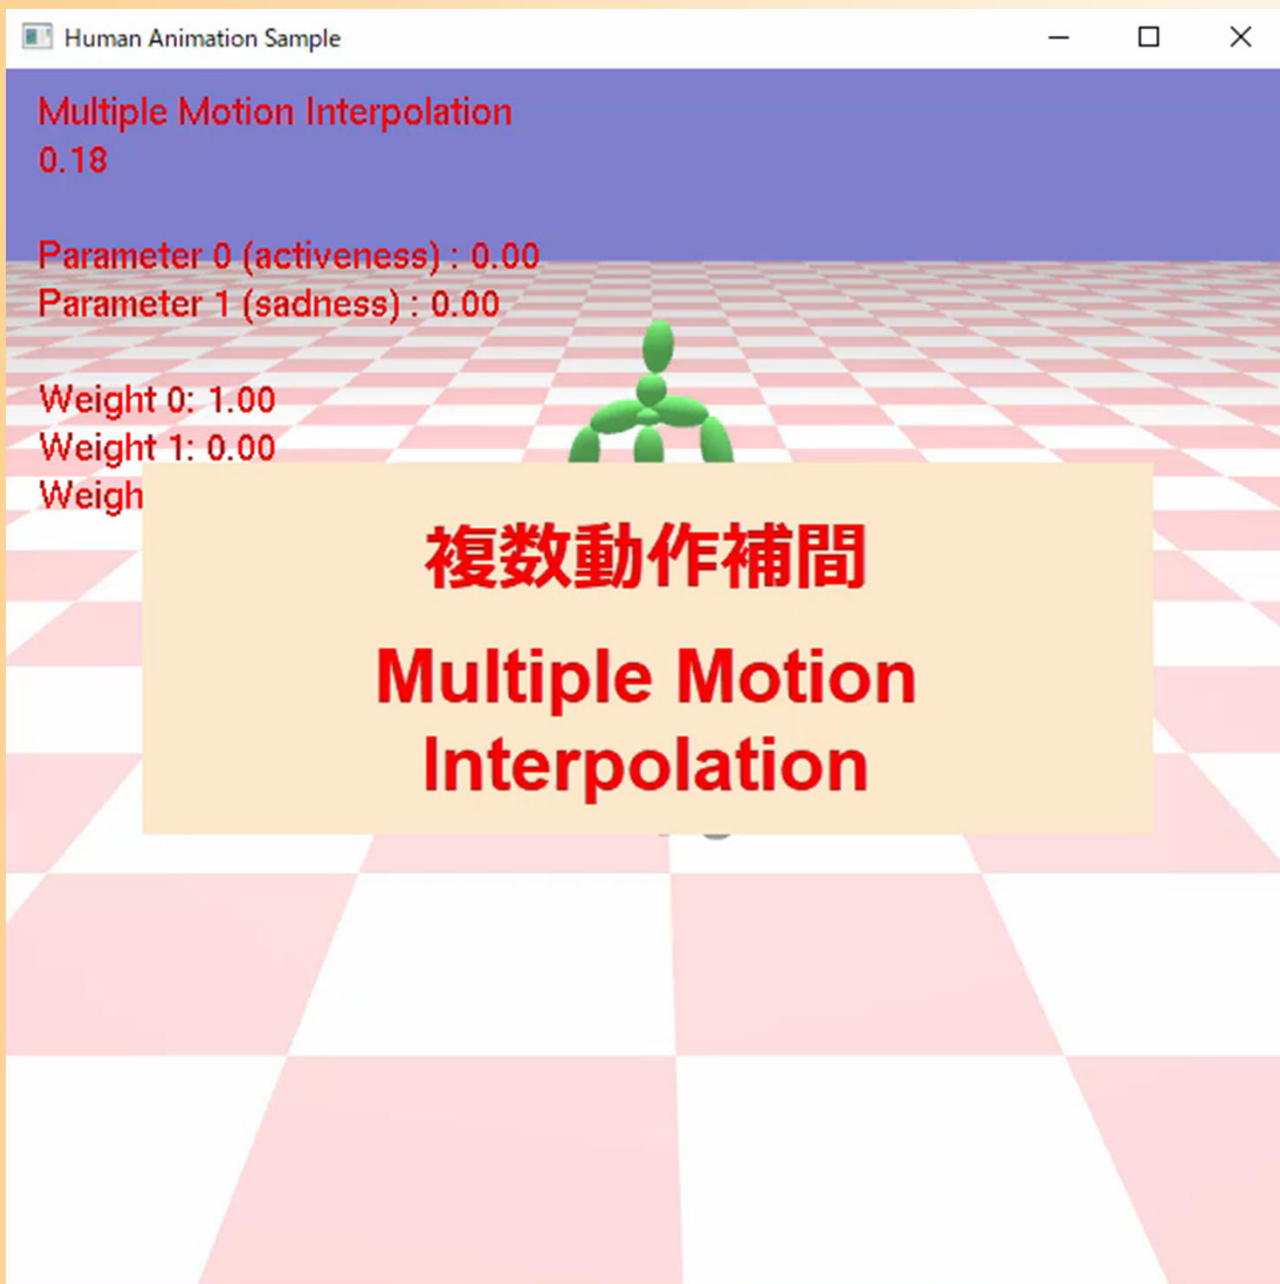 Human Animation Sample
Multiple Motion Interpolation
0.18
Parameter 0 (activeness) : 0.00
Parameter 1 (sadness) : 0.00
Weight 0: 1.00
Weight 1: 0.00
Weigh
複数動作補間
Multiple Motion
Interpolation